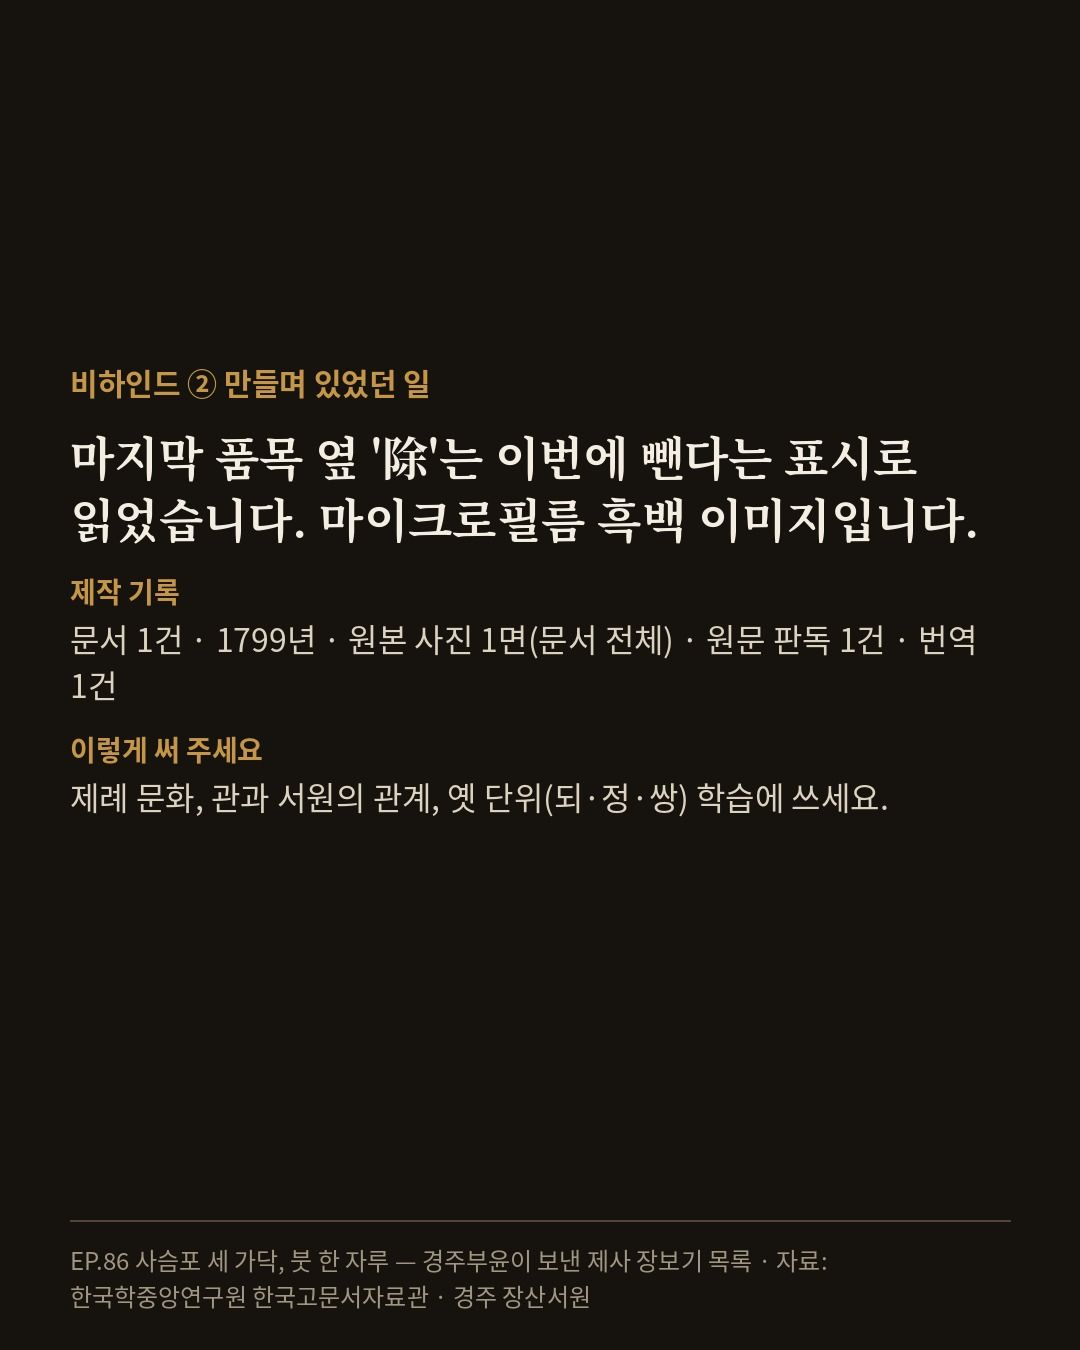 비하인드 ② 만들며 있었던 일
마지막 품목 옆 '除'는 이번에 뺀다는 표시로
읽었습니다. 마이크로필름 흑백 이미지입니다.
제작 기록
문서 1건 · 1799년 · 원본 사진 1면(문서 전체) · 원문 판독 1건 · 번역
1건
이렇게 써 주세요
제례 문화, 관과 서원의 관계, 옛 단위(되·정·쌍) 학습에 쓰세요.
EP.86 사슴포 세 가닥, 붓 한 자루 — 경주부윤이 보낸 제사 장보기 목록 · 자료:
한국학중앙연구원 한국고문서자료관 · 경주 장산서원